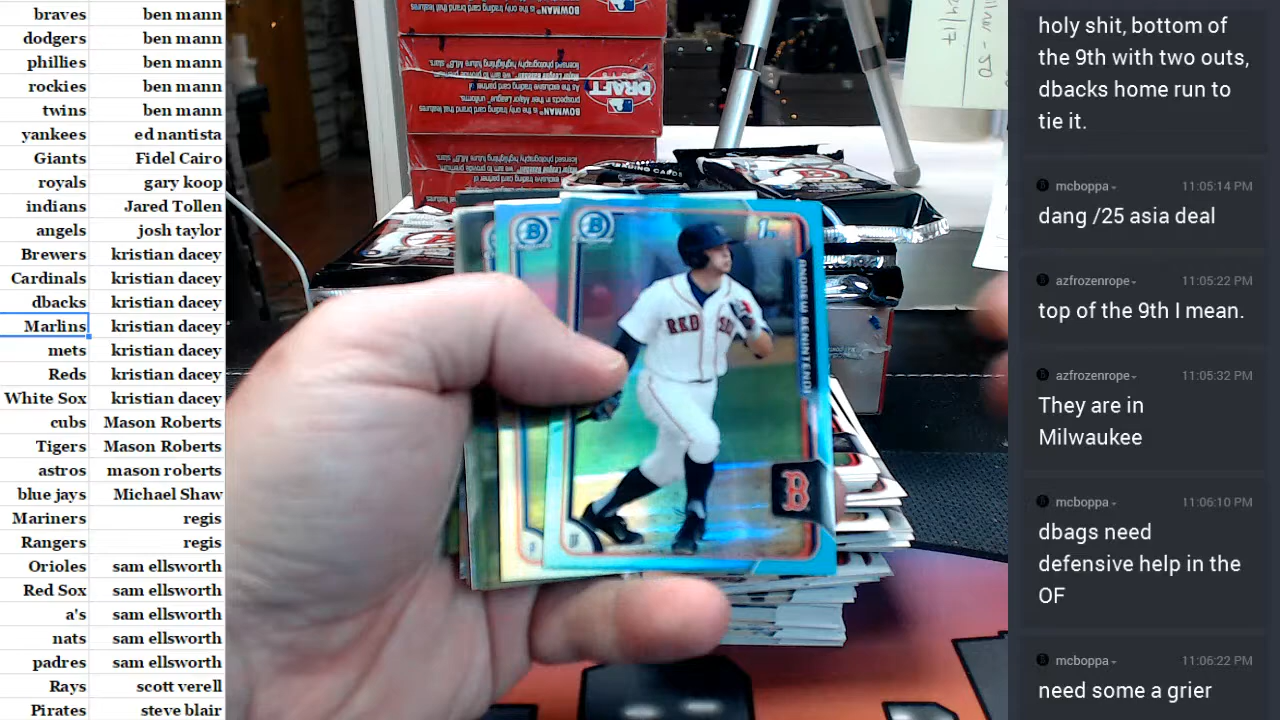 braves ben mann
dodgers ben mann
phillies ben mann
rockies ben mann
twins ben mann
yankees ed nantista
Giants Fidel Cairo
royals gary koop
indians Jared Tollen
angels josh taylor
Brewers kristian dacey
Cardinals kristian dacey
dbacks kristian dacey
Marlins kristian dacey
mets kristian dacey
Reds kristian dacey
White Sox kristian dacey
cubs Mason Roberts
Tigers Mason Roberts
astros mason roberts
blue jays Michael Shaw
Mariners regis
Rangers regis
Orioles sam ellsworth
Red Sox sam ellsworth
a's sam ellsworth
nats sam ellsworth
padres sam ellsworth
Rays scott verell
Pirates steve blair
BOWMAN
DRAFT
TRADING CARDS
B
1st
ANDREW BENINTENDI
RED
B
holy shit, bottom of
the 9th with two outs,
dbacks home run to
tie it.
mcboppa 11:05:14 PM
dang /25 asia deal
azfrozenrope 11:05:22 PM
top of the 9th I mean.
azfrozenrope 11:05:32 PM
They are in
Milwaukee
mcboppa 11:06:10 PM
dbags need
defensive help in the
OF
mcboppa 11:06:22 PM
need some a grier